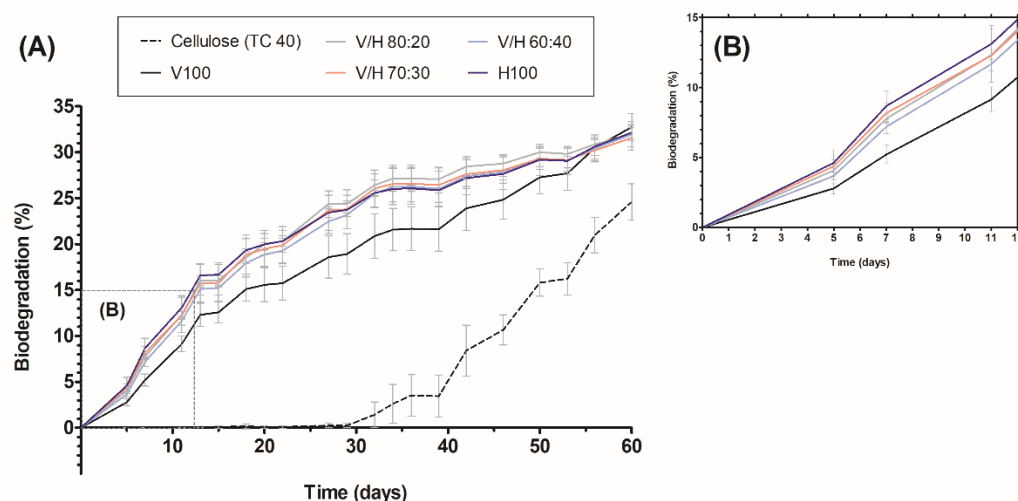 (A)
Cellulose (TC 40) V/H 80:20 V/H 60:40
V100 V/H 70:30 H100
35
30
25
20
15
10
5
0
Biodegradation (%)
(B)
10 20 30 40 50 60
Time (days)
(B)
15
10
5
0
Biodegradation (%)
0 1 2 3 4 5 6 7 8 9 10 11
Time (days)